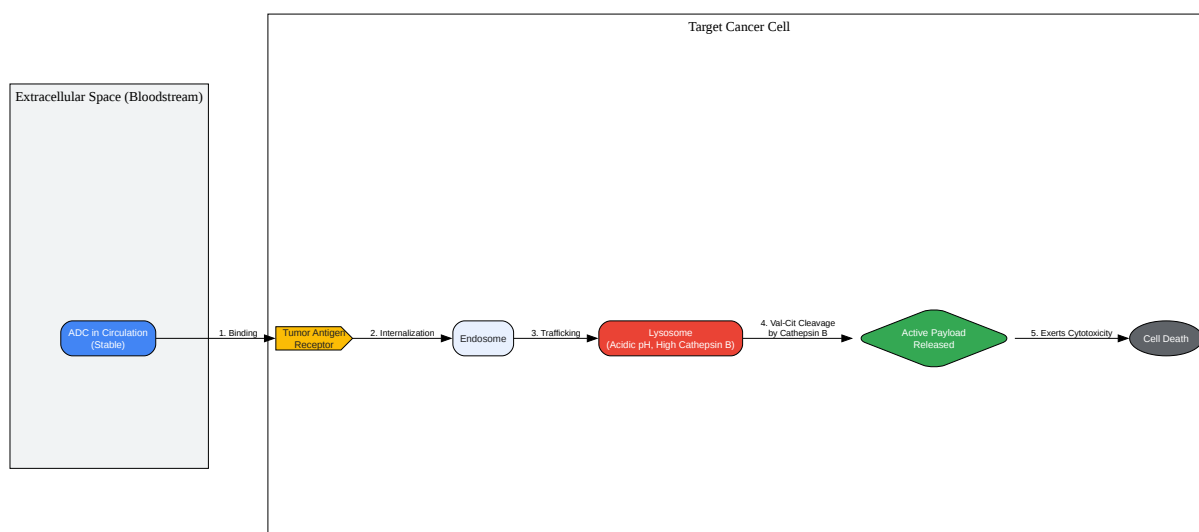 Target Cancer Cell
Extracellular Space (Bloodstream)
ADC in Circulation
(Stable)
1. Binding
Tumor Antigen
Receptor
2. Internalization
Endosome
3. Trafficking
Lysosome
(Acidic pH, High Cathepsin B)
4. Val-Cit Cleavage
by Cathepsin B
Active Payload
Released
5. Exerts Cytotoxicity
Cell Death